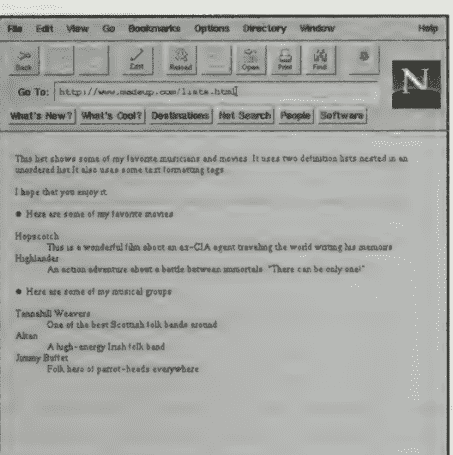 File Edit View Go Bookmarks Options Directory Window Help
Back Edit Reload Open Print Find
N
Go To: http://www.madeup.com/lists.html
What's New? What's Cool? Destinations Net Search People Software
This list shows some of my favorite musicians and movies. It uses two definition lists nested in an
unordered list. It also uses some text formatting tags.
I hope that you enjoy it.
• Here are some of my favorite movies
Hopscotch
This is a wonderful film about an ex-CIA agent traveling the world writing his memoirs
Highlander
An action adventure about a battle between immortals. "There can be only one!"
• Here are some of my musical groups
Tannahill Weavers
One of the best Scottish folk bands around
Altan
A high-energy Irish folk band
Jimmy Buffet
Folk hero of parrot-heads everywhere